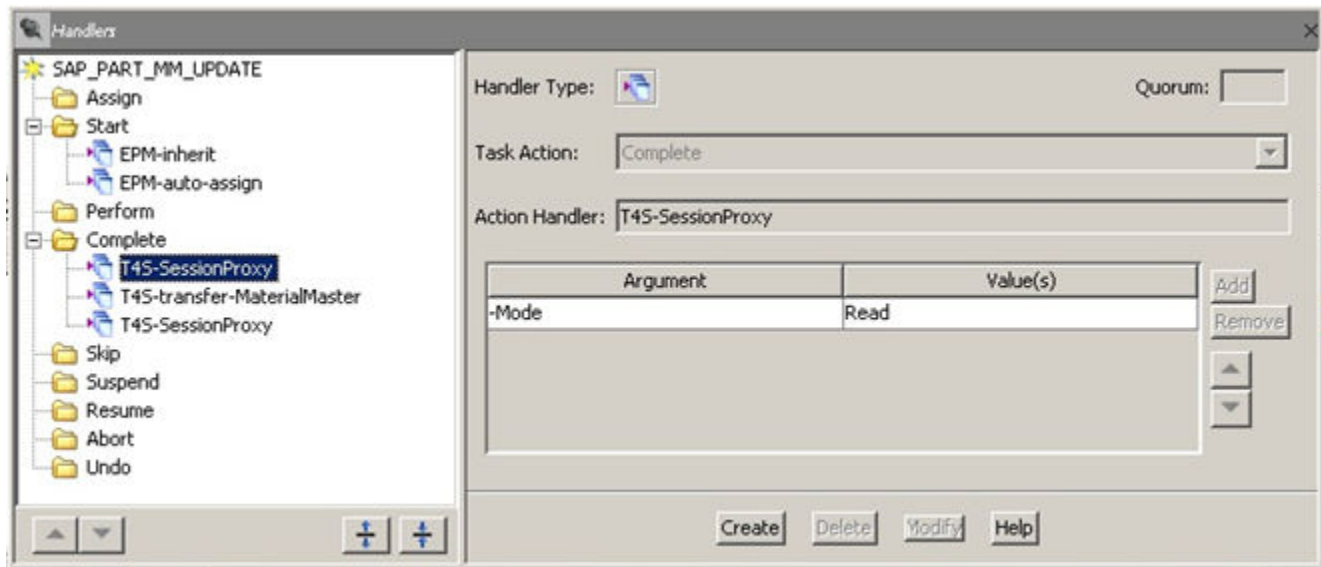 Handlers
SAP_PART_MM_UPDATE
Assign
Start
EPM-inherit
EPM-auto-assign
Perform
Complete
T4S-SessionProxy
T4S-transfer-MaterialMaster
T4S-SessionProxy
Skip
Suspend
Resume
Abort
Undo
Handler Type:
Quorum:
Task Action: Complete
Action Handler: T4S-SessionProxy
Argument Value(s)
-Mode Read
Add
Remove
Create Delete Modify Help